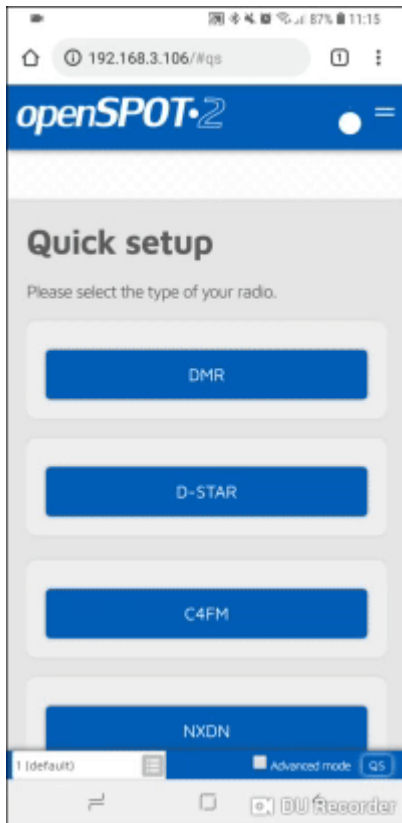 87% 11:15
192.168.3.106/#qs
1
openSPOT·2
Quick setup
Please select the type of your radio.
DMR
D-STAR
C4FM
NXDN
1 (default)
Advanced mode QS
DU Recorder